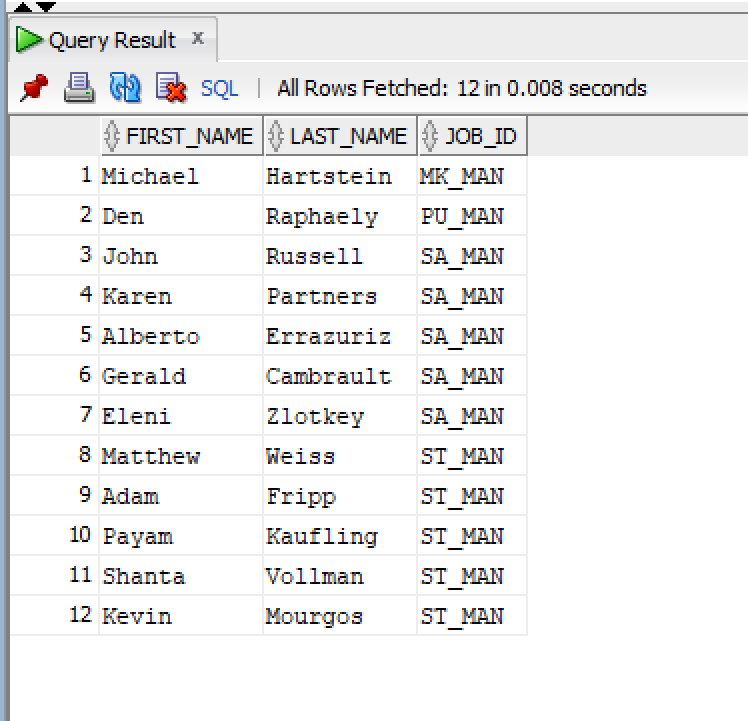 Query Result x
SQL | All Rows Fetched: 12 in 0.008 seconds
FIRST_NAME LAST_NAME JOB_ID
1 Michael Hartstein MK_MAN
2 Den Raphaely PU_MAN
3 John Russell SA_MAN
4 Karen Partners SA_MAN
5 Alberto Errazuriz SA_MAN
6 Gerald Cambrault SA_MAN
7 Eleni Zlotkey SA_MAN
8 Matthew Weiss ST_MAN
9 Adam Fripp ST_MAN
10 Payam Kaufling ST_MAN
11 Shanta Vollman ST_MAN
12 Kevin Mourgos ST_MAN